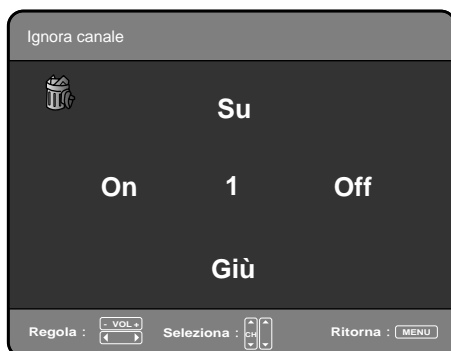 Ignora canale
Su
On 1 Off
Giù
Regola : - VOL + Seleziona : CH Ritorna : MENU